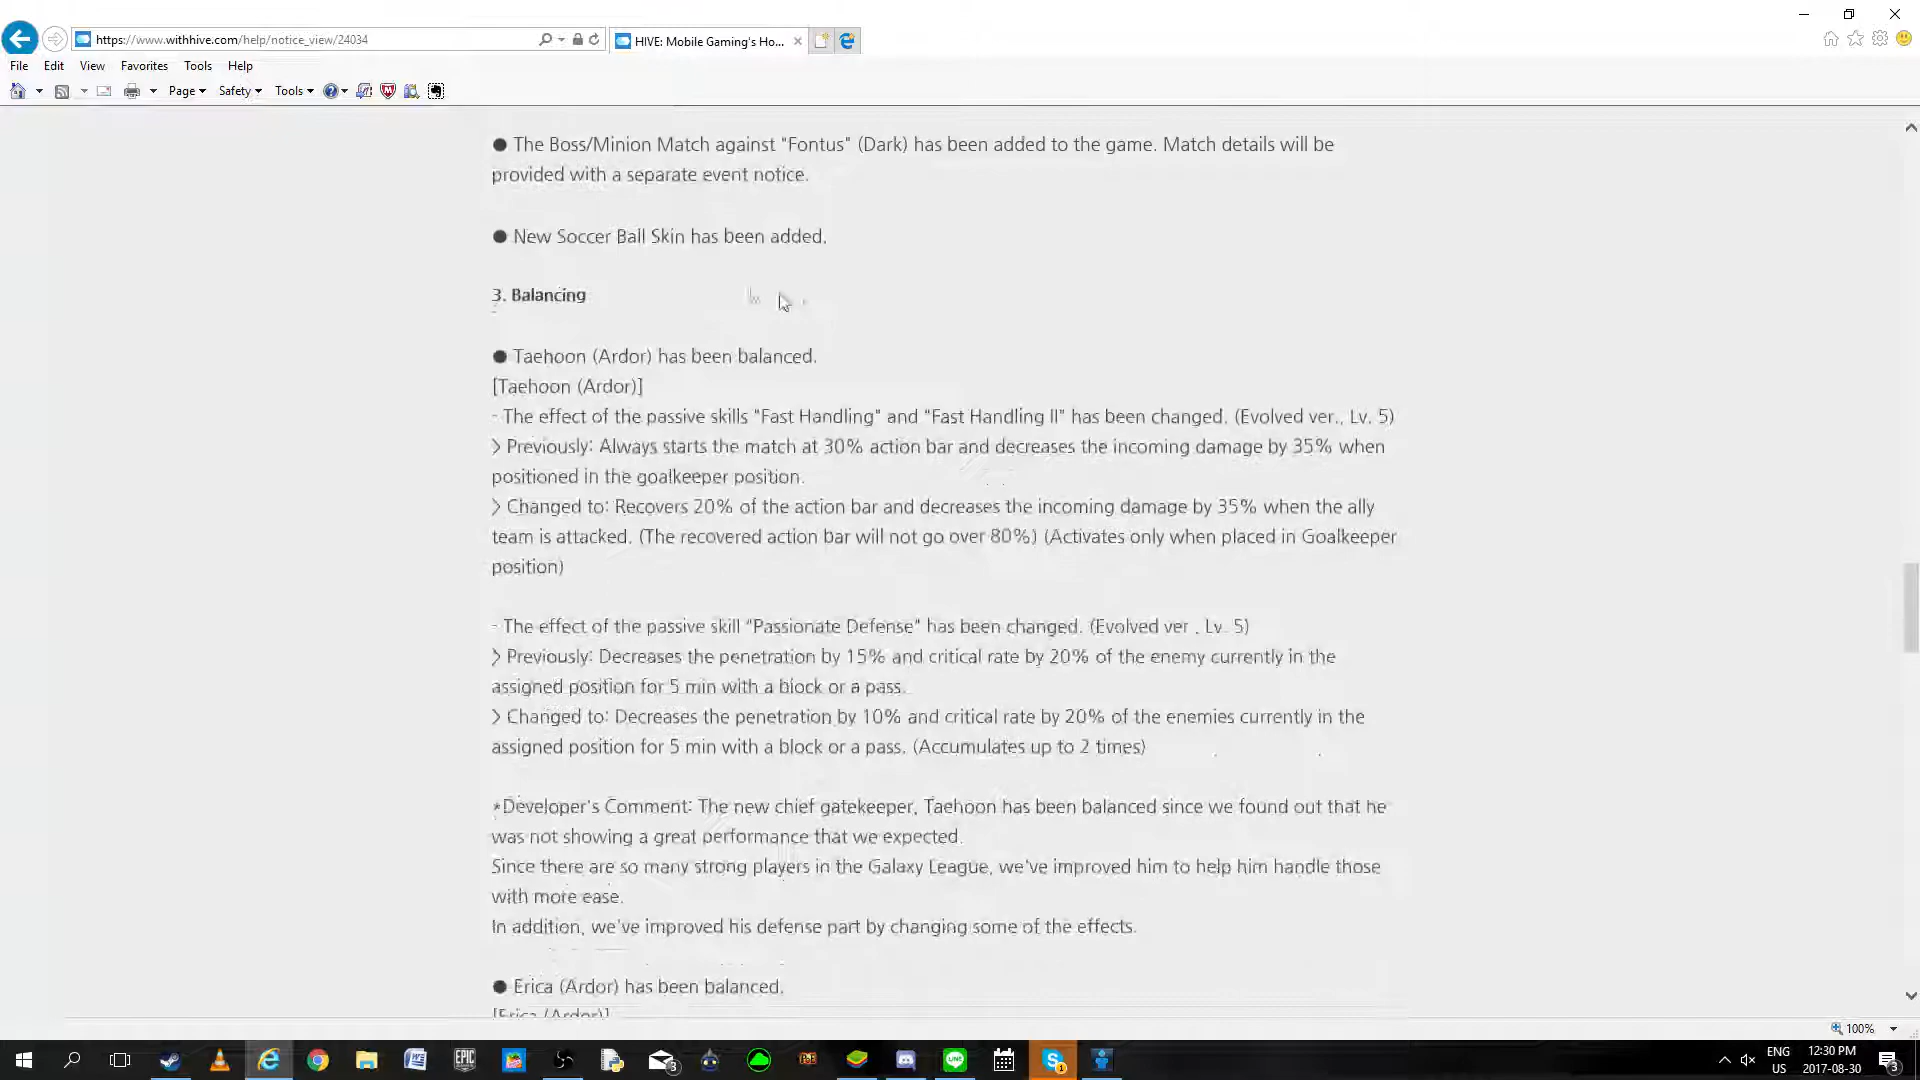 https://www.withhive.com/help/notice_view/24034
HIVE: Mobile Gaming's Ho...
File Edit View Favorites Tools Help
Page Safety Tools
● The Boss/Minion Match against "Fontus" (Dark) has been added to the game. Match details will be
provided with a separate event notice.
● New Soccer Ball Skin has been added.
3. Balancing
● Taehoon (Ardor) has been balanced.
[Taehoon (Ardor)]
- The effect of the passive skills "Fast Handling" and "Fast Handling II" has been changed. (Evolved ver., Lv. 5)
> Previously: Always starts the match at 30% action bar and decreases the incoming damage by 35% when
positioned in the goalkeeper position.
> Changed to: Recovers 20% of the action bar and decreases the incoming damage by 35% when the ally
team is attacked. (The recovered action bar will not go over 80%) (Activates only when placed in Goalkeeper
position)
- The effect of the passive skill "Passionate Defense" has been changed. (Evolved ver., Lv. 5)
> Previously: Decreases the penetration by 15% and critical rate by 20% of the enemy currently in the
assigned position for 5 min with a block or a pass.
> Changed to: Decreases the penetration by 10% and critical rate by 20% of the enemies currently in the
assigned position for 5 min with a block or a pass. (Accumulates up to 2 times)
*Developer's Comment: The new chief gatekeeper, Taehoon has been balanced since we found out that he
was not showing a great performance that we expected.
Since there are so many strong players in the Galaxy League, we've improved him to help him handle those
with more ease.
In addition, we've improved his defense part by changing some of the effects.
● Erica (Ardor) has been balanced.
[Erica (Ardor)]
100%
EPIC
LINE
3
1
ENG
US
12:30 PM
2017-08-30
3